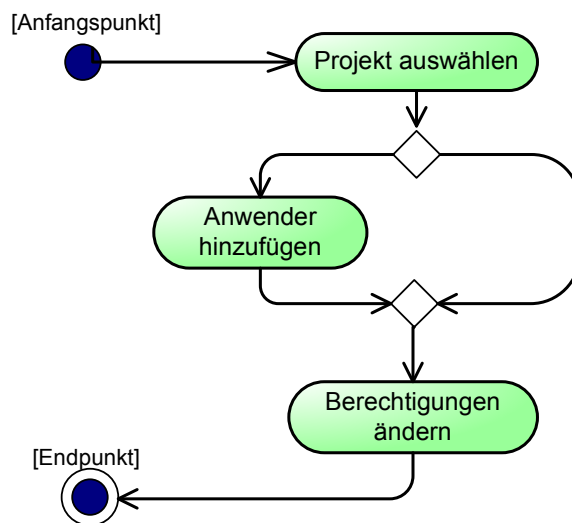 [Anfangspunkt]
Projekt auswählen
Anwender
hinzufügen
Berechtigungen
ändern
[Endpunkt]